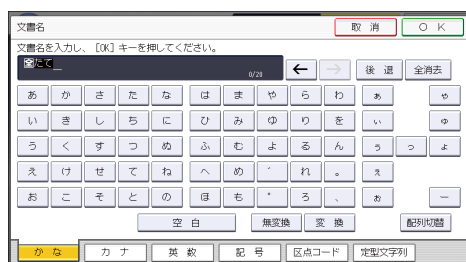 文書名
取 消
O K
文書名を入力し、[OK] キーを押してください。
全たて_
0/28
← → 後 退 全消去
あ か さ た な は ま や ら わ ぁ ゃ
い き し ち に ひ み ゆ り を ぃ ゅ
う く す つ ぬ ふ む よ る ん ぅ っ ょ
え け せ て ね へ め ゛ れ 。 ぇ
お こ そ と の ほ も ゜ ろ 、 ぉ ー
空 白 無変換 変 換 配列切替
か な カ ナ 英 数 記 号 区点コード 定型文字列